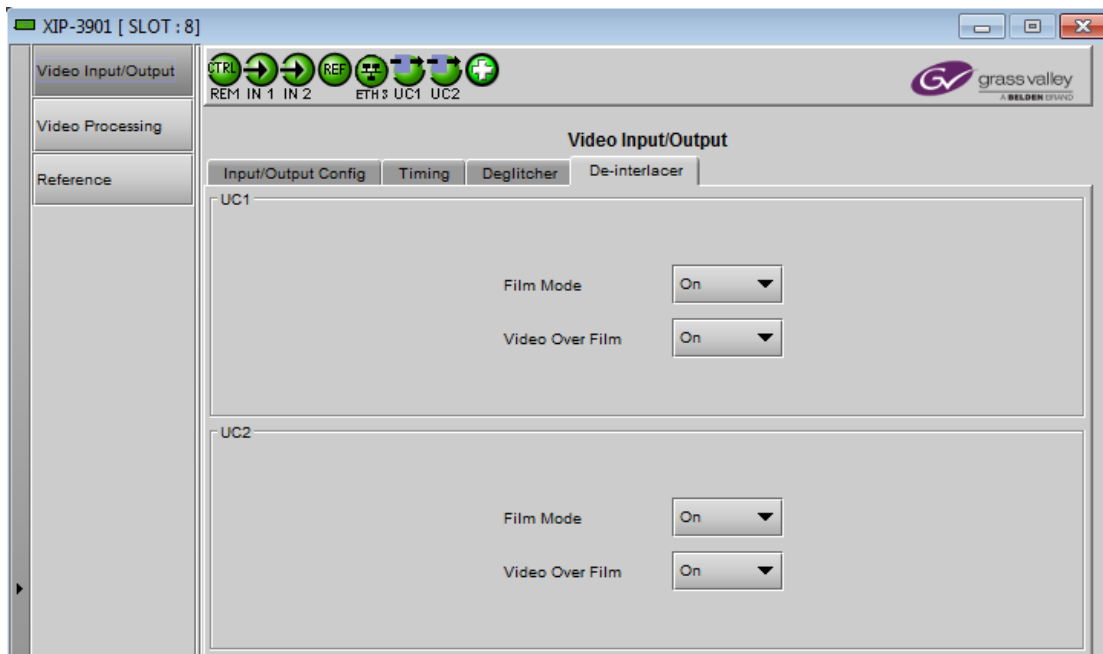 XIP-3901 [ SLOT : 8]
Video Input/Output
Video Processing
Reference
CTRL REF
REM IN 1 IN 2 ETH 3 UC1 UC2
GV grass valley
A BELDEN BRAND
Video Input/Output
Input/Output Config Timing Deglitcher De-interlacer
UC1
Film Mode On
Video Over Film On
UC2
Film Mode On
Video Over Film On